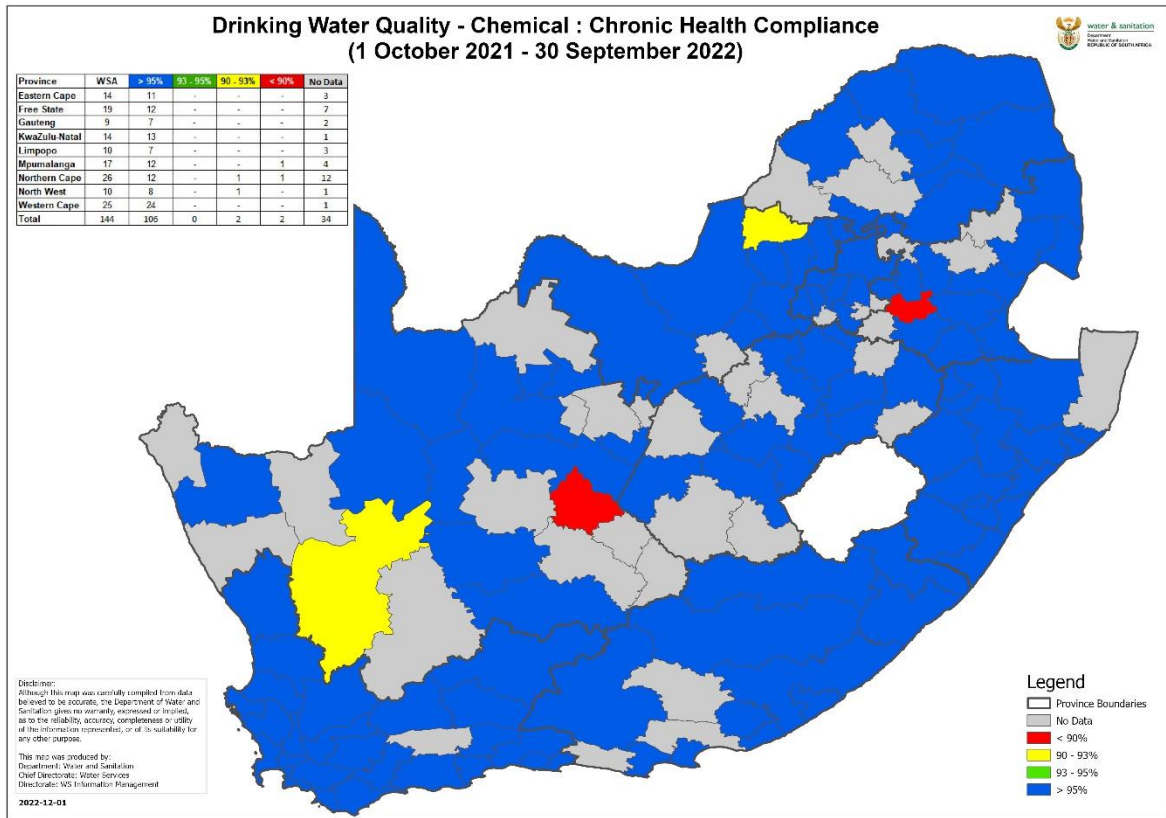 Drinking Water Quality - Chemical : Chronic Health Compliance
(1 October 2021 - 30 September 2022)
water & sanitation
Department:
Water and Sanitation
REPUBLIC OF SOUTH AFRICA
Province WSA > 95% 93 - 95% 90 - 93% < 90% No Data
Eastern Cape 14 11 - - - 3
Free State 19 12 - - - 7
Gauteng 9 7 - - - 2
KwaZulu-Natal 14 13 - - - 1
Limpopo 10 7 - - - 3
Mpumalanga 17 12 - - 1 4
Northern Cape 26 12 - 1 1 12
North West 10 8 - 1 - 1
Western Cape 25 24 - - - 1
Total 144 106 0 2 2 34
Disclaimer:
Although this map was carefully compiled from data
believed to be accurate, the Department of Water and
Sanitation gives no warranty, expressed or implied,
as to the reliability, accuracy, completeness or utility
of the information represented, or of its suitability for
any other purpose.
This map was produced by:
Department: Water and Sanitation
Chief Directorate: Water Services
Directorate: WS Information Management
2022-12-01
Legend
Province Boundaries
No Data
< 90%
90 - 93%
93 - 95%
> 95%